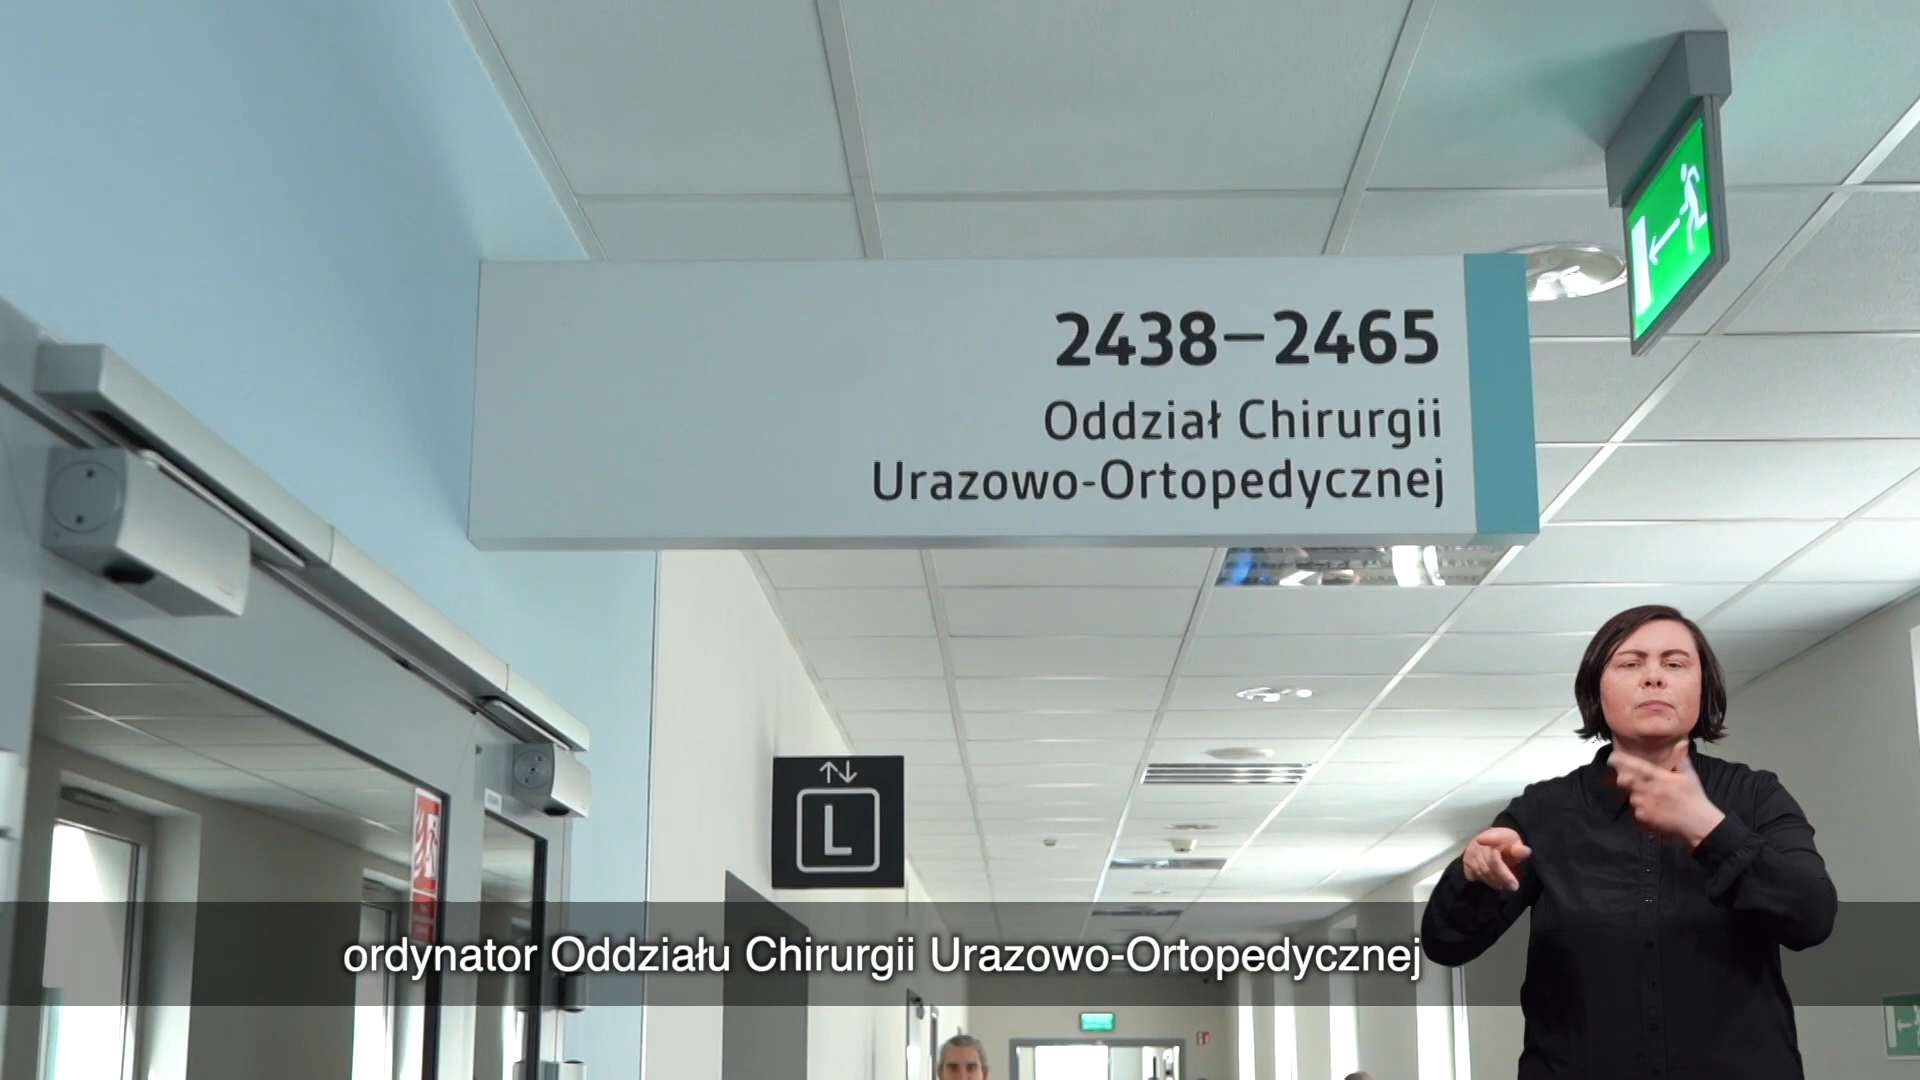 2438–2465
Oddział Chirurgii
Urazowo-Ortopedycznej
L
ordynator Oddziału Chirurgii Urazowo-Ortopedycznej